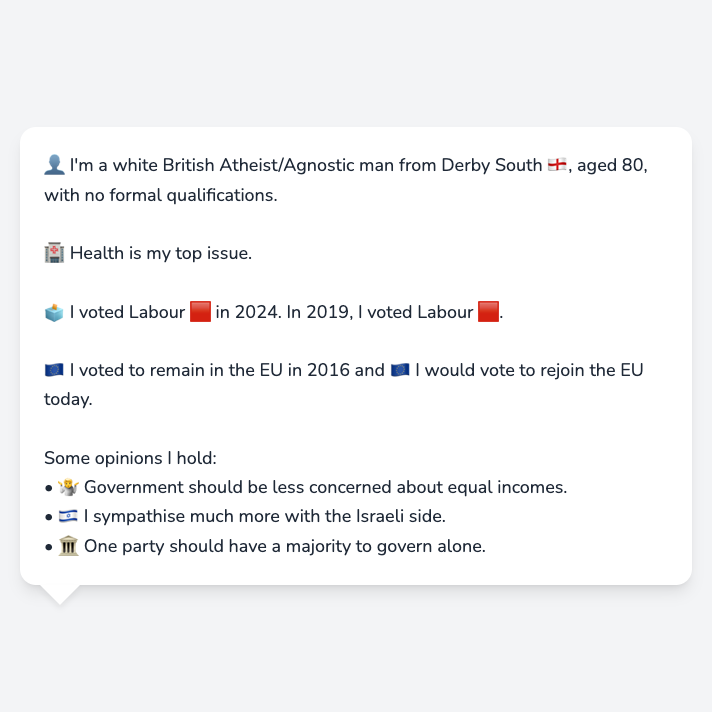 👤 I'm a white British Atheist/Agnostic man from Derby South 🏴󠁧󠁢󠁥󠁮󠁧󠁿, aged 80,
with no formal qualifications.
🏥 Health is my top issue.
🗳️ I voted Labour 🟥 in 2024. In 2019, I voted Labour 🟥.
🇪🇺 I voted to remain in the EU in 2016 and 🇪🇺 I would vote to rejoin the EU
today.
Some opinions I hold:
• 🤷 Government should be less concerned about equal incomes.
• 🇮🇱 I sympathise much more with the Israeli side.
• 🏛️ One party should have a majority to govern alone.